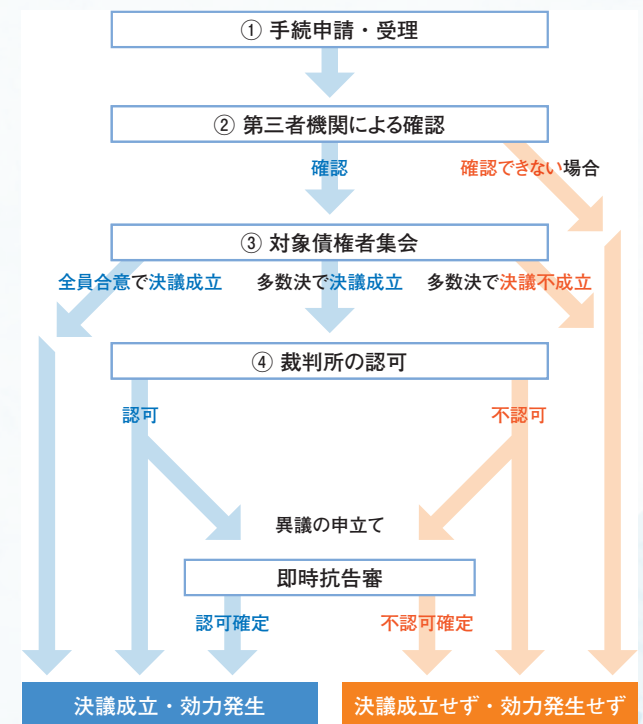 ① 手続申請・受理
② 第三者機関による確認
確認
確認できない場合
③ 対象債権者集会
全員合意で決議成立
多数決で決議成立
多数決で決議不成立
④ 裁判所の認可
認可
不認可
異議の申立て
即時抗告審
認可確定
不認可確定
決議成立・効力発生
決議成立せず・効力発生せず